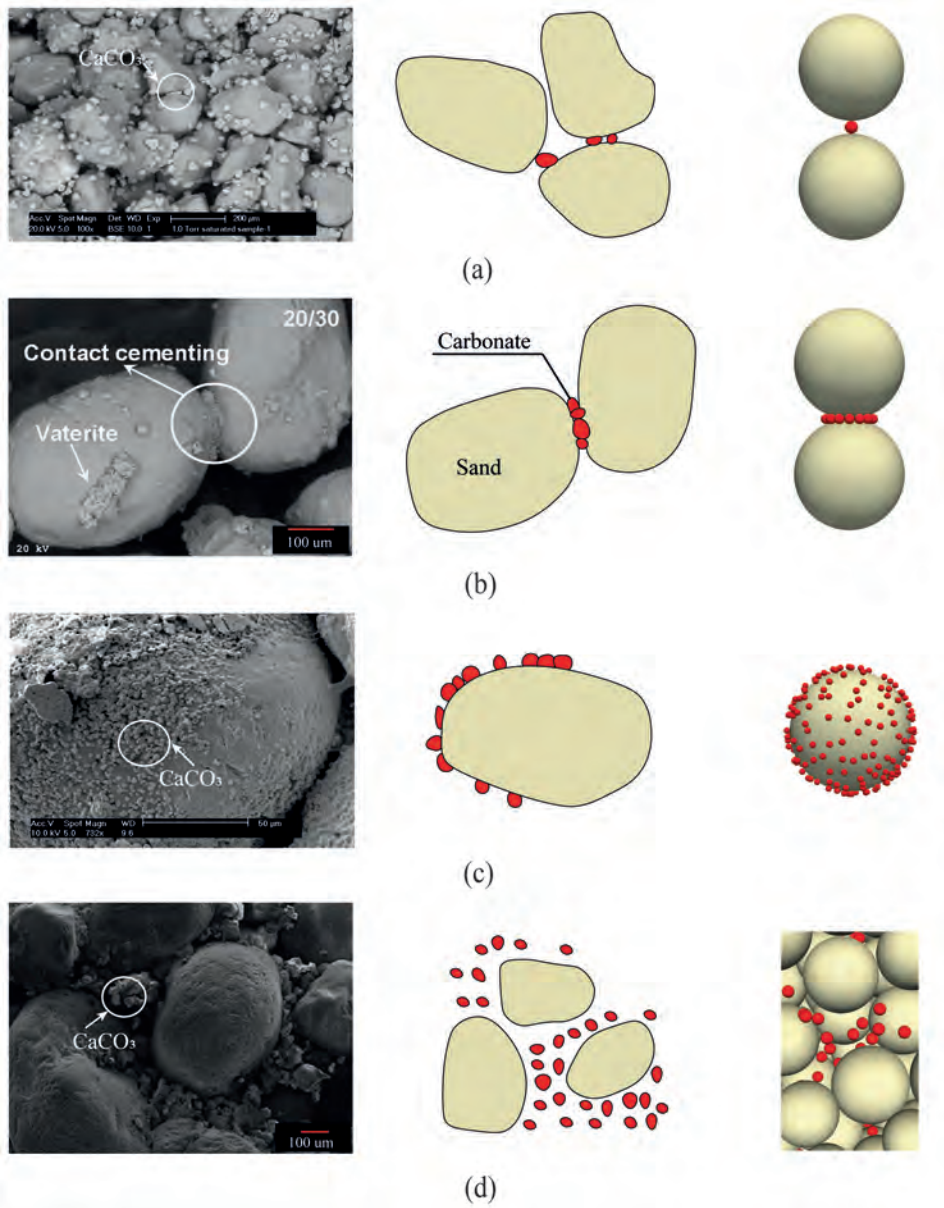 CaCO₃
Acc.V Spot Magn Det WD Exp 200 μm
20.0 kV 5.0 100x BSE 10.0 1 1.0 Torr saturated sample-1
(a)
20/30
Contact cementing
Vaterite
100 um
20 kV
Carbonate
Sand
(b)
CaCO₃
Acc.V Spot Magn WD 50 μm
10.0 kV 5.0 732x 9.6
(c)
CaCO₃
100 um
(d)